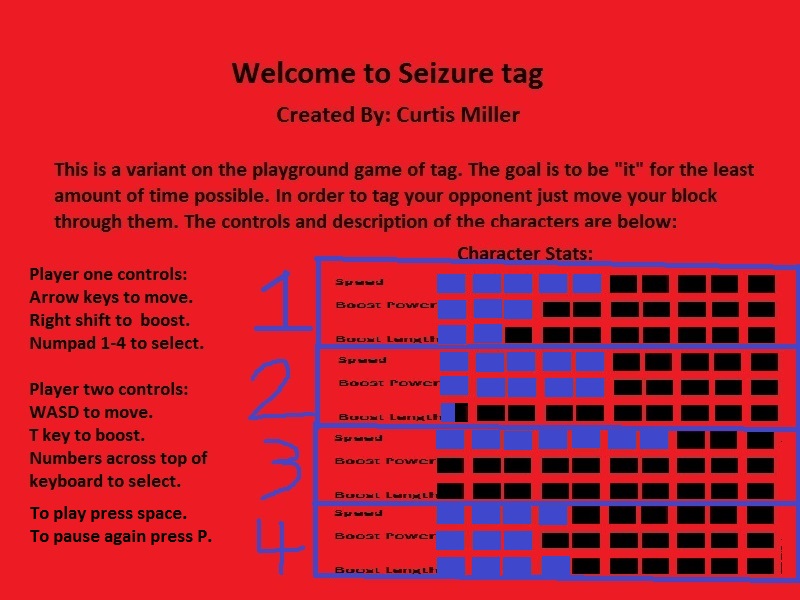 Welcome to Seizure tag
Created By: Curtis Miller
This is a variant on the playground game of tag. The goal is to be "it" for the least
amount of time possible. In order to tag your opponent just move your block
through them. The controls and description of the characters are below:
Character Stats:
Player one controls:
Arrow keys to move.
Right shift to boost.
Numpad 1-4 to select.
Player two controls:
WASD to move.
T key to boost.
Numbers across top of
keyboard to select.
To play press space.
To pause again press P.
1
Speed
Boost Power
Boost Length
2
Speed
Boost Power
Boost Length
3
Speed
Boost Power
Boost Length
4
Speed
Boost Power
Boost Length